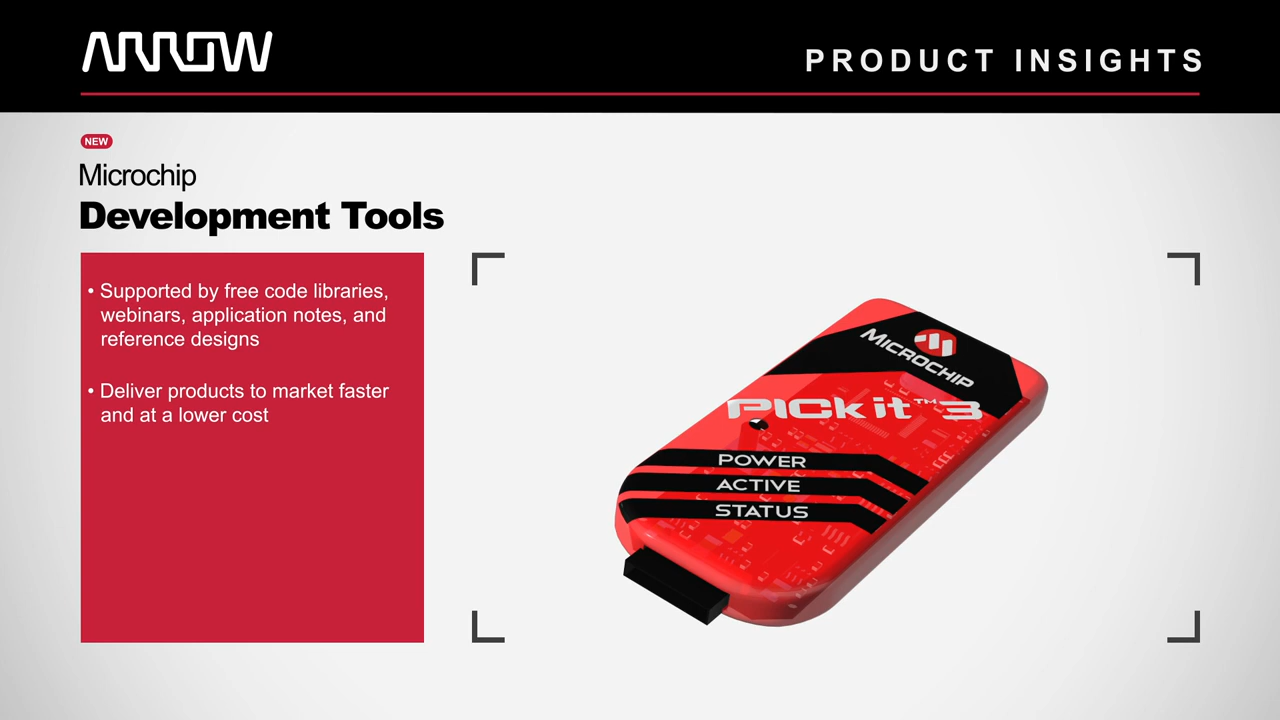 ARROW
PRODUCT INSIGHTS
NEW
Microchip
Development Tools
• Supported by free code libraries,
webinars, application notes, and
reference designs
• Deliver products to market faster
and at a lower cost
MICROCHIP
PICkit™ 3
POWER
ACTIVE
STATUS